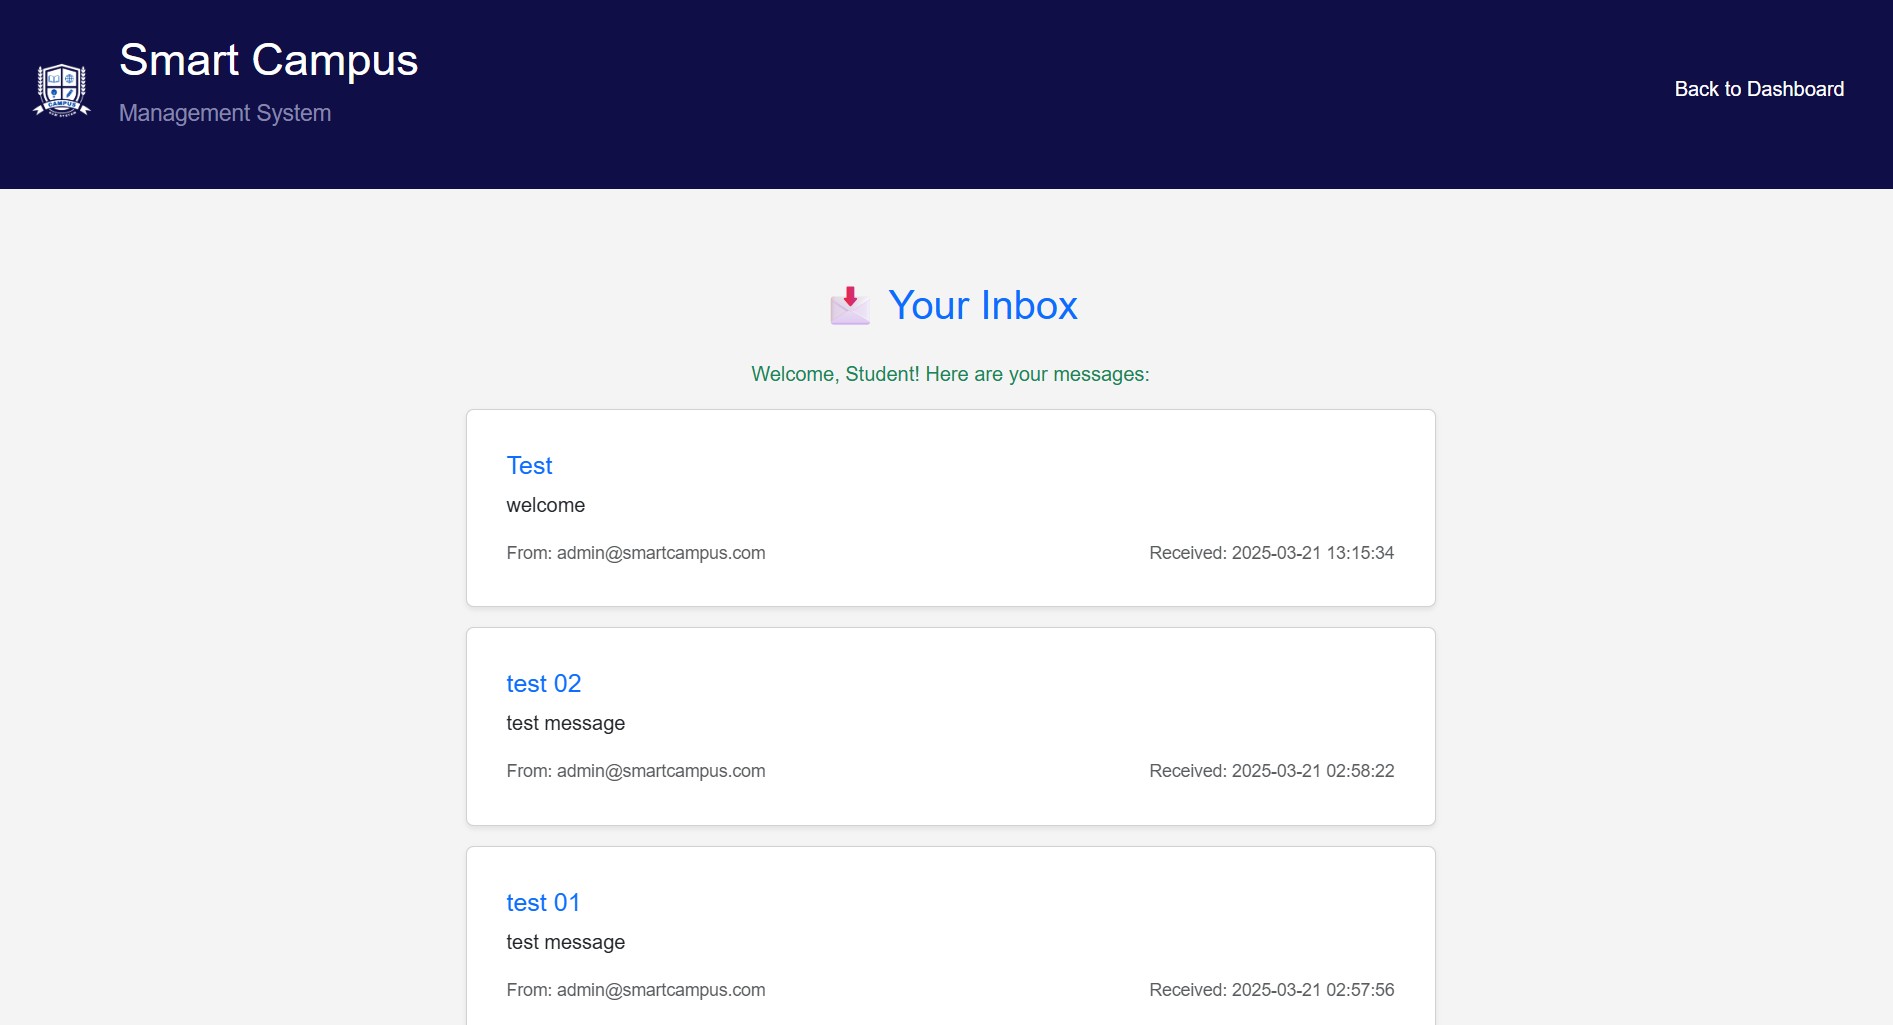 Smart Campus
Management System
CAMPUS
Back to Dashboard
Your Inbox
Welcome, Student! Here are your messages:
Test
welcome
From: admin@smartcampus.com
Received: 2025-03-21 13:15:34
test 02
test message
From: admin@smartcampus.com
Received: 2025-03-21 02:58:22
test 01
test message
From: admin@smartcampus.com
Received: 2025-03-21 02:57:56